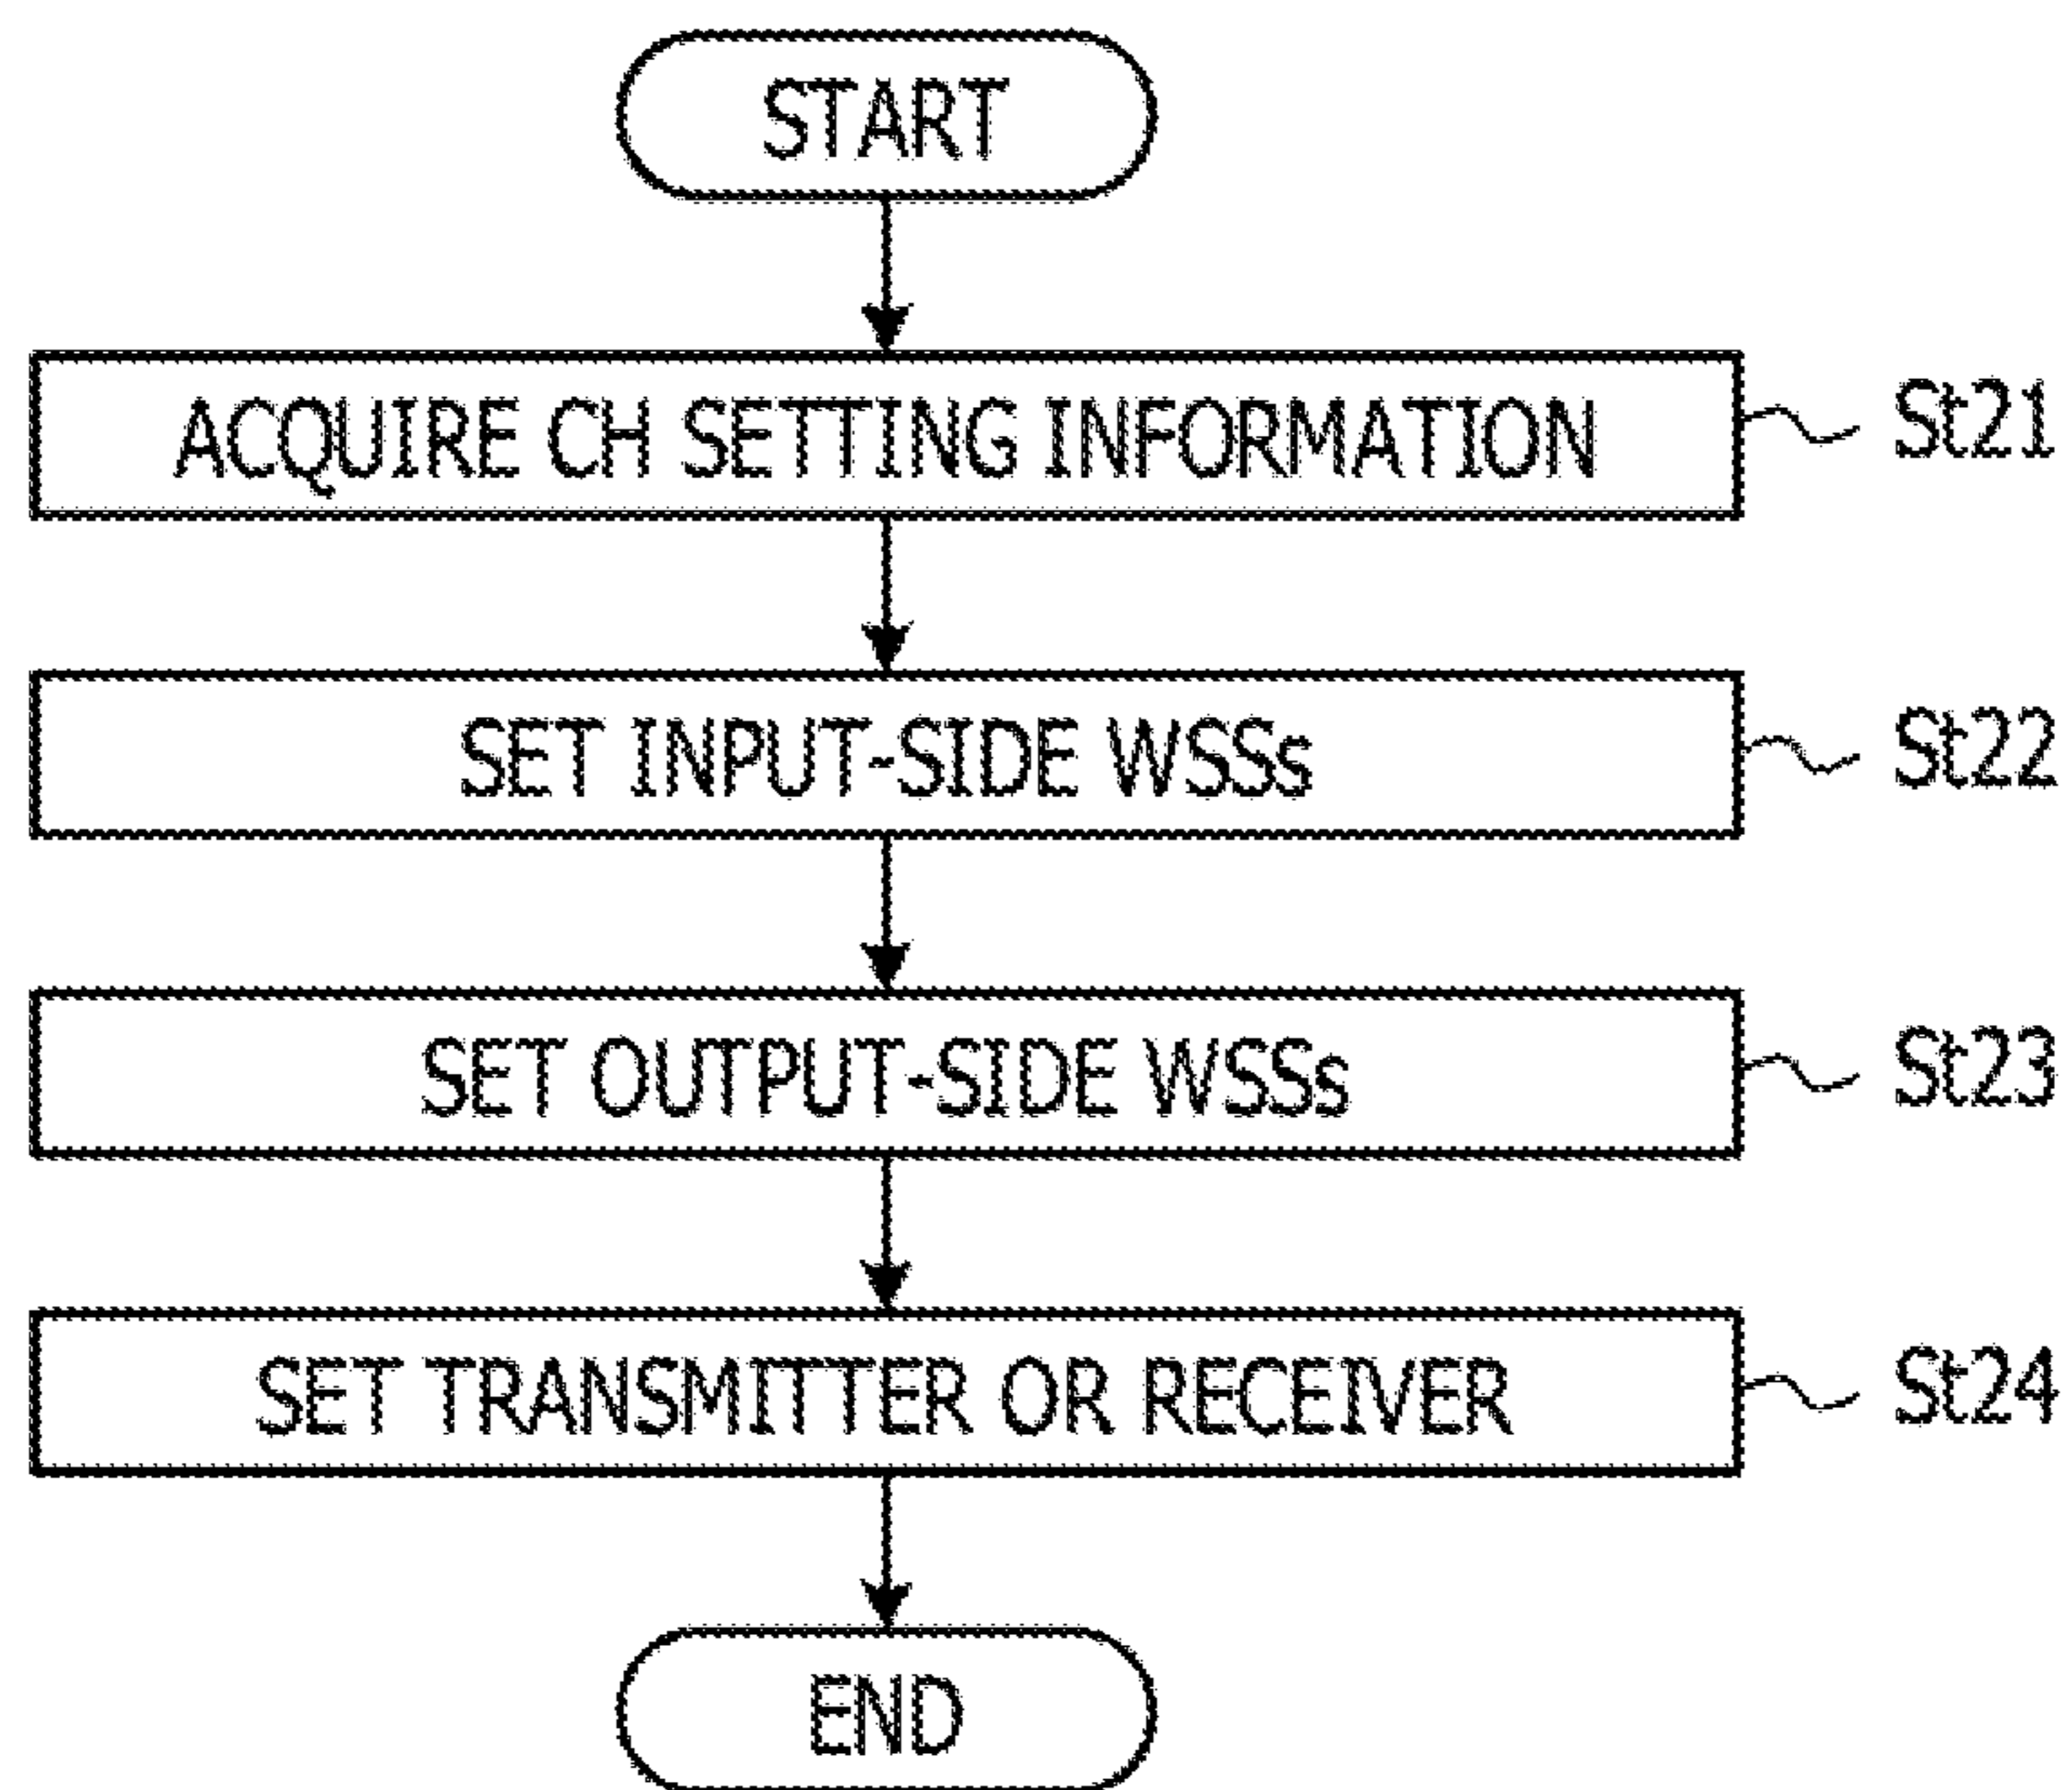 START
ACQUIRE CH SETTING INFORMATION
St21
SET INPUT-SIDE WSSs
St22
SET OUTPUT-SIDE WSSs
St23
SET TRANSMITTER OR RECEIVER
St24
END